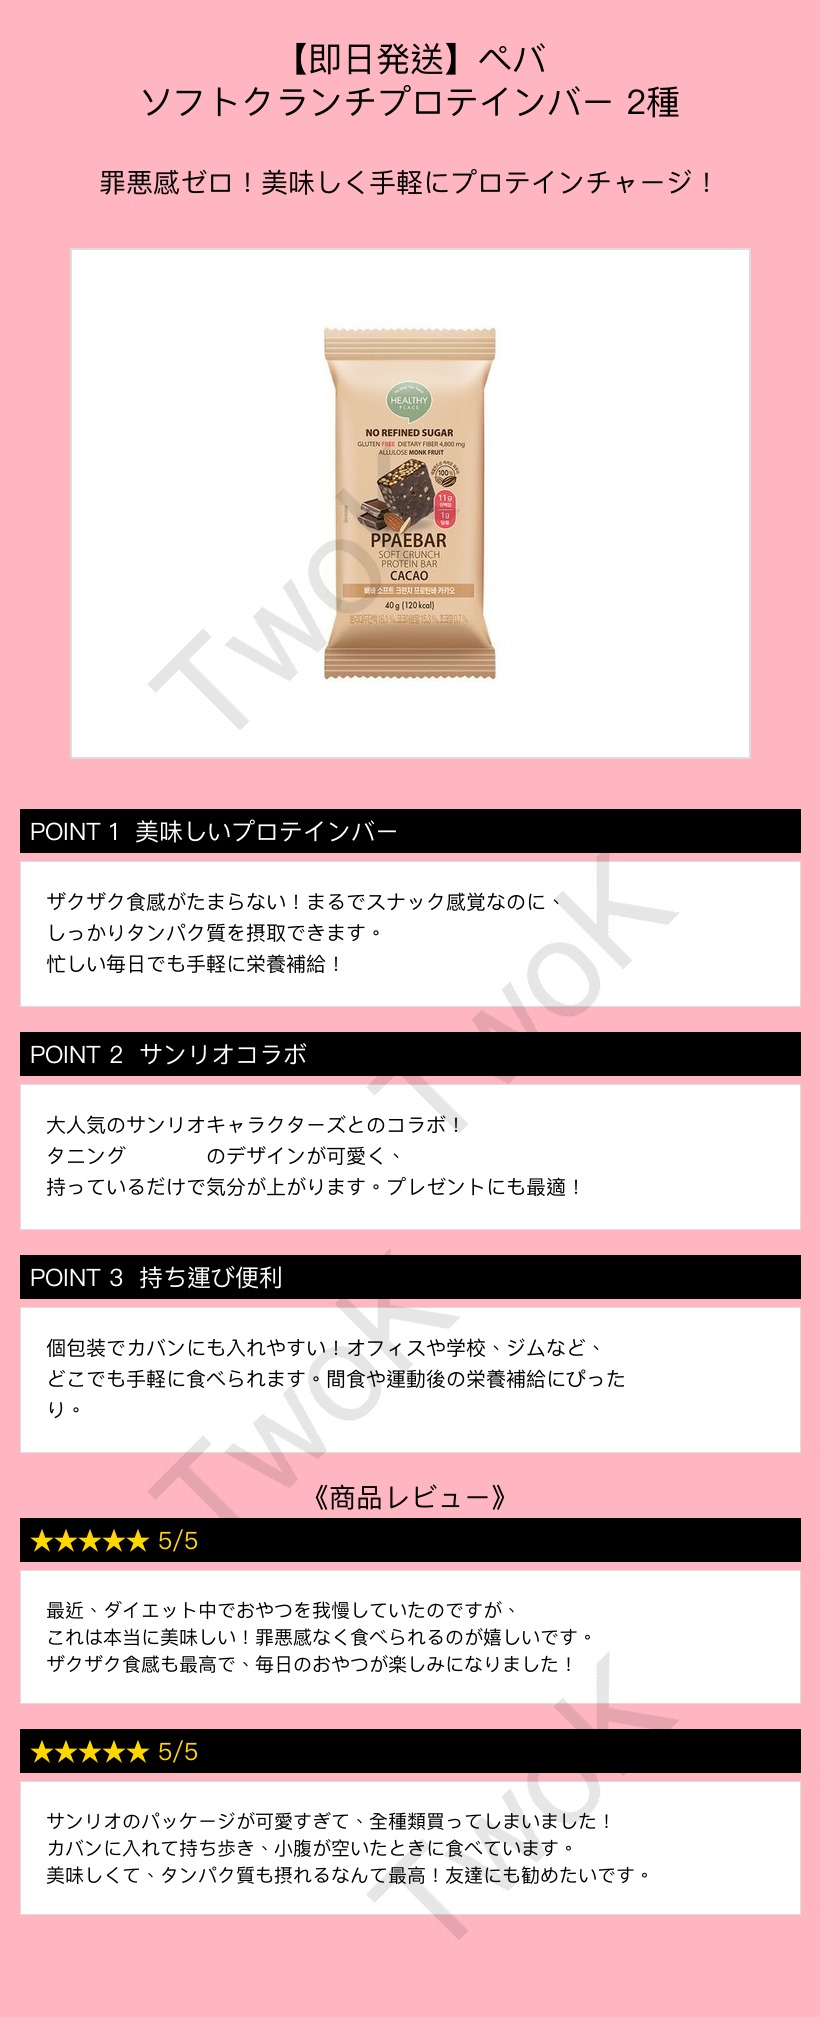 【即日発送】ペバ
ソフトクランチプロテインバー 2種
罪悪感ゼロ！美味しく手軽にプロテインチャージ！
HEALTHY
PLACE
NO REFINED SUGAR
GLUTEN FREE DIETARY FIBER 4,800 mg
ALLULOSE MONK FRUIT
100%
11g
단백질
1g
당류
PPAEBAR
SOFT CRUNCH
PROTEIN BAR
CACAO
빼바 소프트 크런치 프로틴바 카카오
40 g (120 kcal)
TwoK
POINT 1 美味しいプロテインバー
ザクザク食感がたまらない！まるでスナック感覚なのに、
しっかりタンパク質を摂取できます。
忙しい毎日でも手軽に栄養補給！
TwoK
POINT 2 サンリオコラボ
大人気のサンリオキャラクターズとのコラボ！
タニング　　　　のデザインが可愛く、
持っているだけで気分が上がります。プレゼントにも最適！
POINT 3 持ち運び便利
個包装でカバンにも入れやすい！オフィスや学校、ジムなど、
どこでも手軽に食べられます。間食や運動後の栄養補給にぴった
り。
TwoK
《商品レビュー》
★★★★★ 5/5
最近、ダイエット中でおやつを我慢していたのですが、
これは本当に美味しい！罪悪感なく食べられるのが嬉しいです。
ザクザク食感も最高で、毎日のおやつが楽しみになりました！
★★★★★ 5/5
サンリオのパッケージが可愛すぎて、全種類買ってしまいました！
カバンに入れて持ち歩き、小腹が空いたときに食べています。
美味しくて、タンパク質も摂れるなんて最高！友達にも勧めたいです。
TwoK